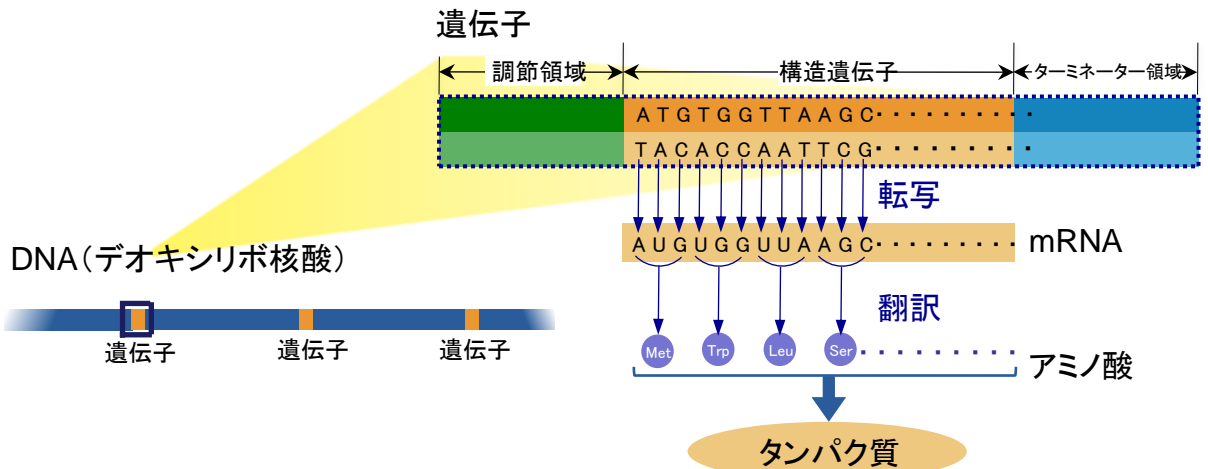 遺伝子
調節領域 構造遺伝子 ターミネーター領域
ATGTGGTTAAGC・・・・・・・・・・
TACACCAATTCG・・・・・・・・・・
転写
AUGUGGUUAAGC・・・・・・・・・・ mRNA
DNA(デオキシリボ核酸)
翻訳
遺伝子 遺伝子 遺伝子
Met Trp Leu Ser・・・・・・・・・・
アミノ酸
タンパク質